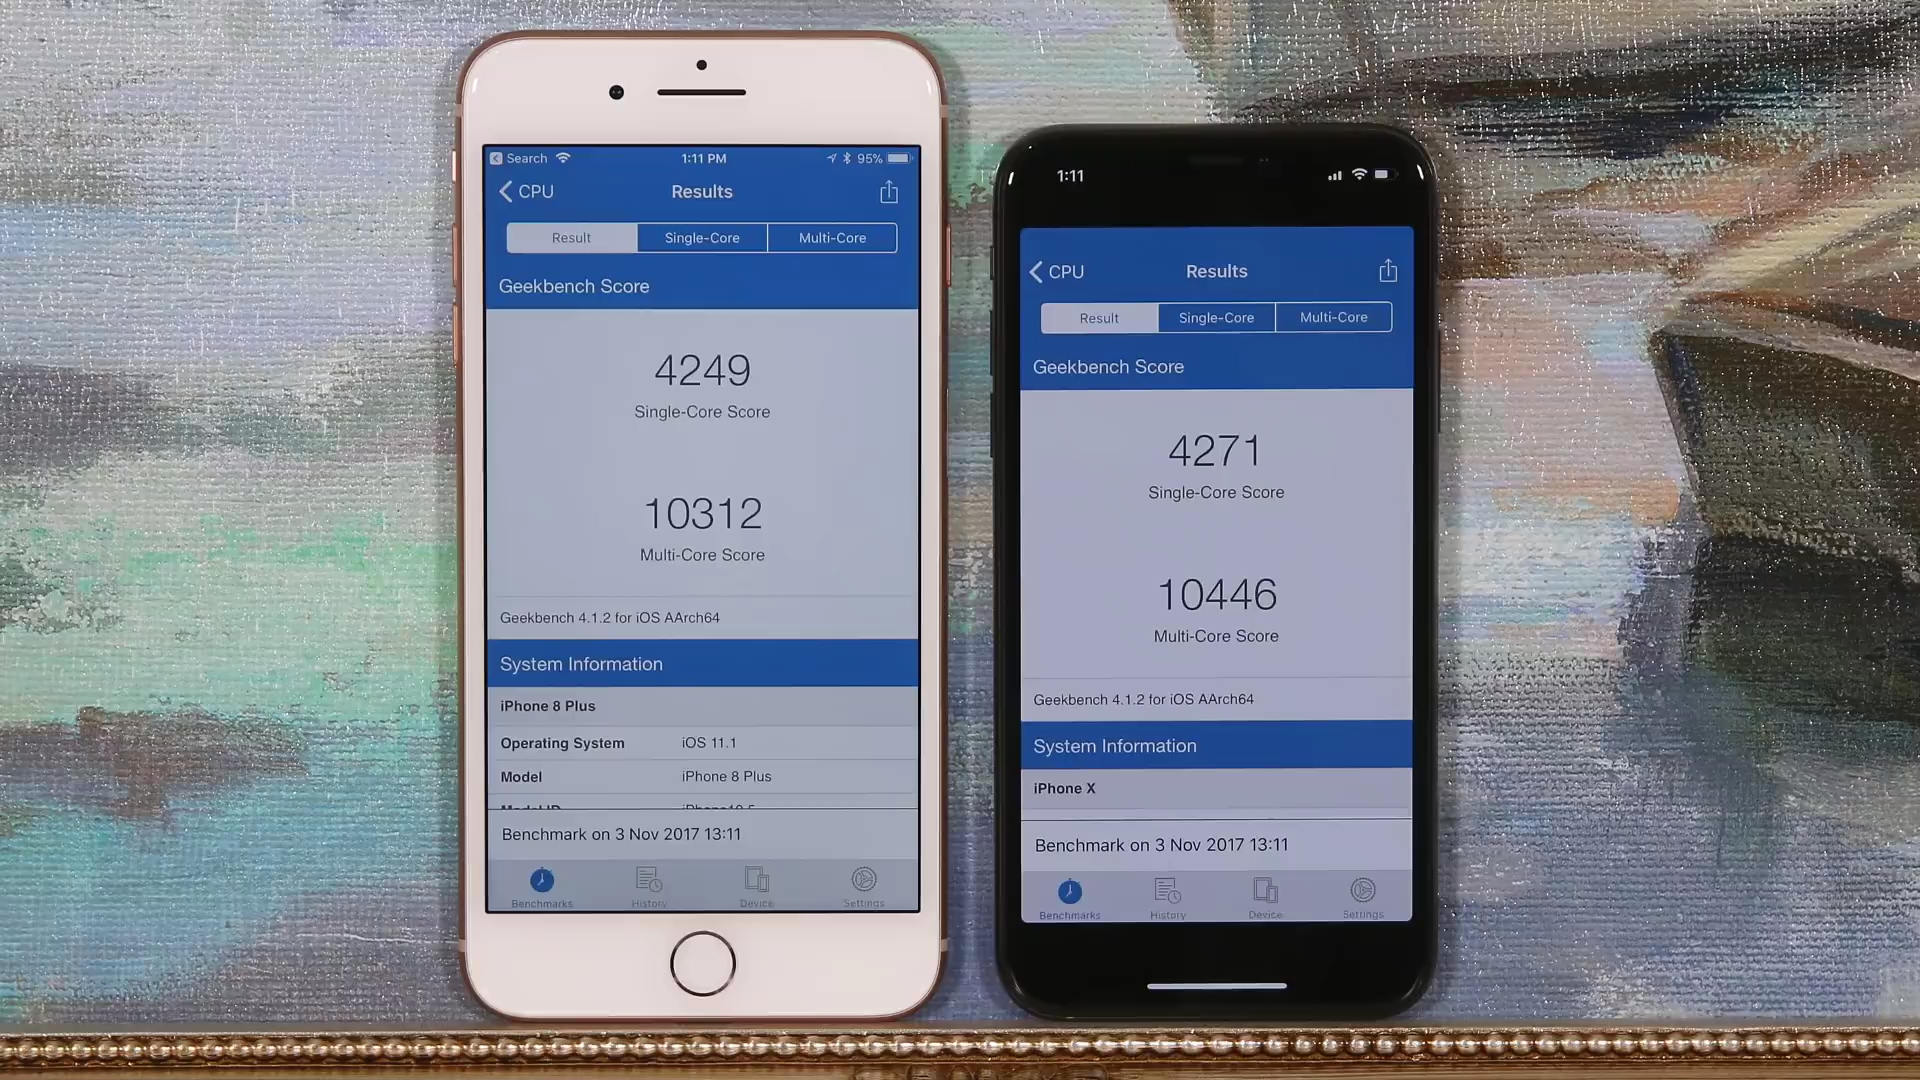 Search
1:11 PM
95%
CPU
Results
Result
Single-Core
Multi-Core
Geekbench Score
4249
Single-Core Score
10312
Multi-Core Score
Geekbench 4.1.2 for iOS AArch64
System Information
iPhone 8 Plus
Operating System iOS 11.1
Model iPhone 8 Plus
Model ID iPhone10,5
Benchmark on 3 Nov 2017 13:11
Benchmarks
History
Device
Settings
1:11
CPU
Results
Result
Single-Core
Multi-Core
Geekbench Score
4271
Single-Core Score
10446
Multi-Core Score
Geekbench 4.1.2 for iOS AArch64
System Information
iPhone X
Benchmark on 3 Nov 2017 13:11
Benchmarks
History
Device
Settings